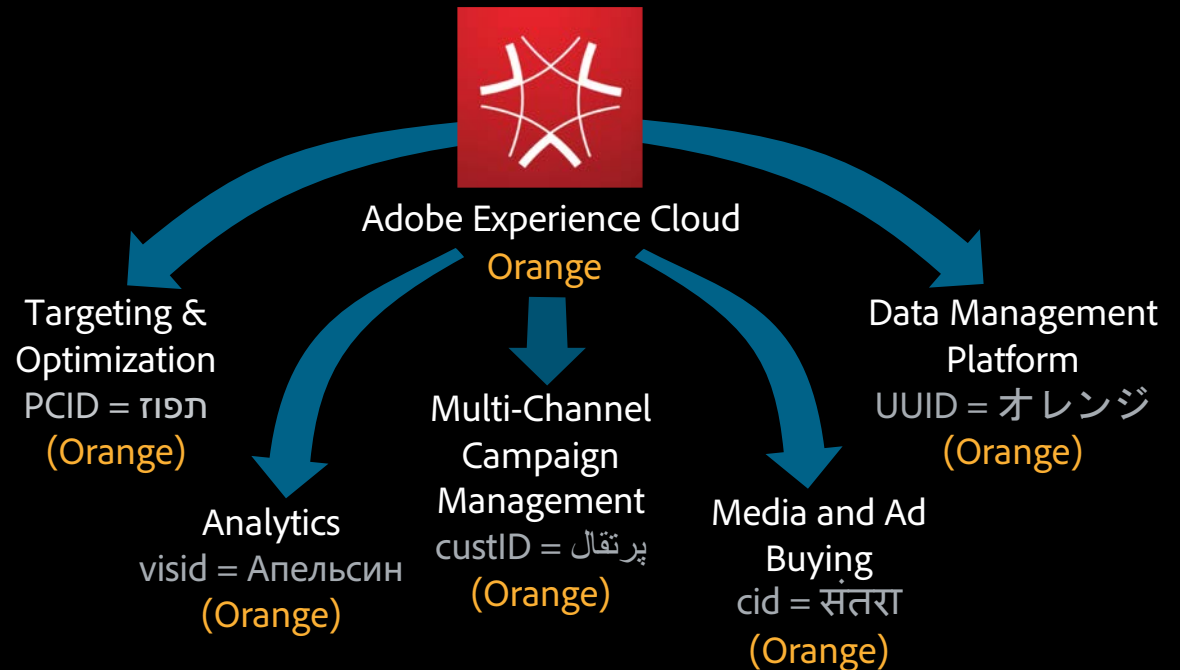 Adobe Experience Cloud
Orange
Targeting &
Optimization
PCID = תפוז
(Orange)
Analytics
visid = Апельсин
(Orange)
Multi-Channel
Campaign
Management
custID = پرتقال
(Orange)
Media and Ad
Buying
cid = संतरा
(Orange)
Data Management
Platform
UUID = オレンジ
(Orange)